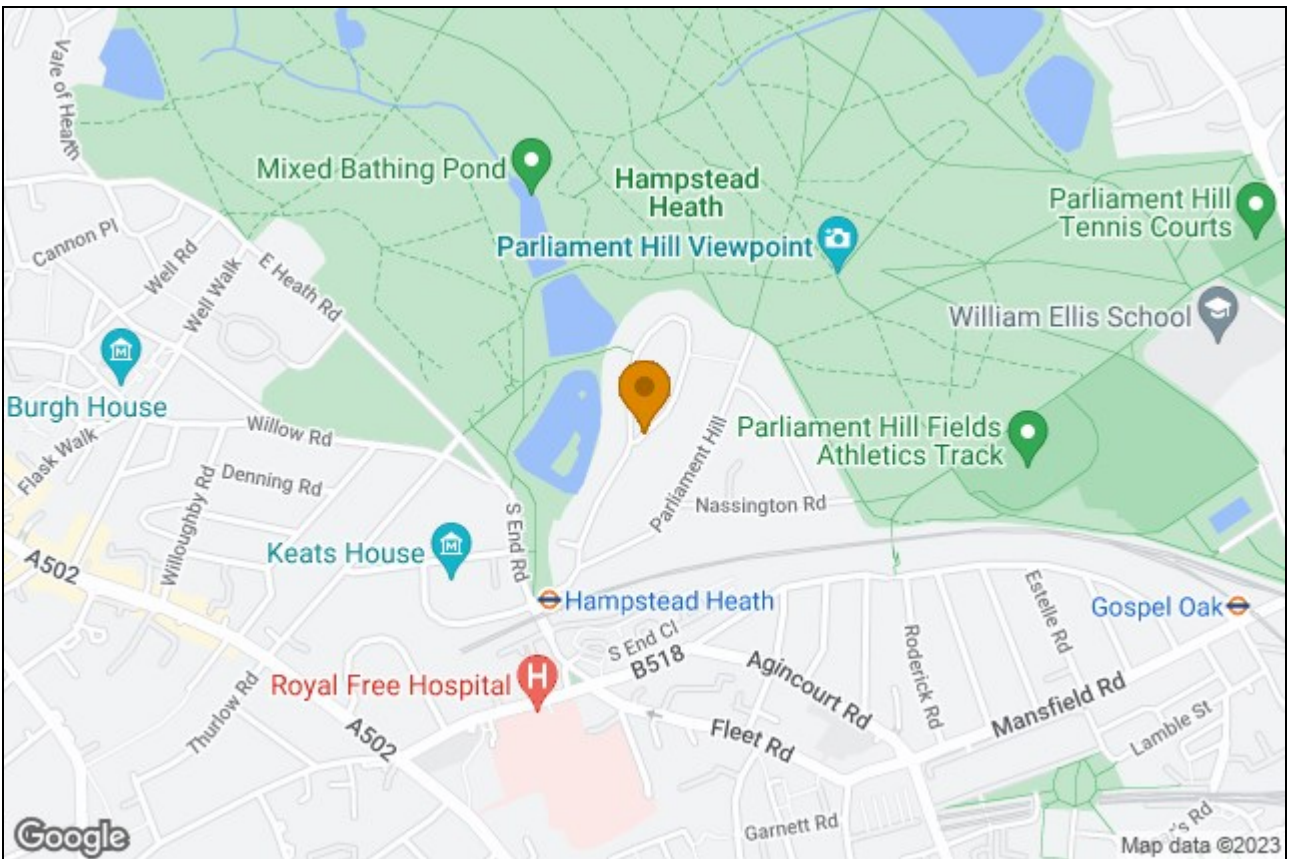 Vale of Health
Mixed Bathing Pond
Hampstead
Heath
Parliament Hill
Tennis Courts
Cannon Pl
Well Rd
Well Walk
E Heath Rd
Parliament Hill Viewpoint
William Ellis School
Burgh House
Flask Walk
Willow Rd
Denning Rd
Willoughby Rd
Parliament Hill
Parliament Hill Fields
Athletics Track
Nassington Rd
S End Rd
Keats House
A502
Hampstead Heath
Gospel Oak
Estelle Rd
Roderick Rd
S End Cl
B518
Agincourt Rd
Mansfield Rd
Lamble St
Royal Free Hospital
Thurlow Rd
A502
Fleet Rd
Garnett Rd
Google
Map data ©2023